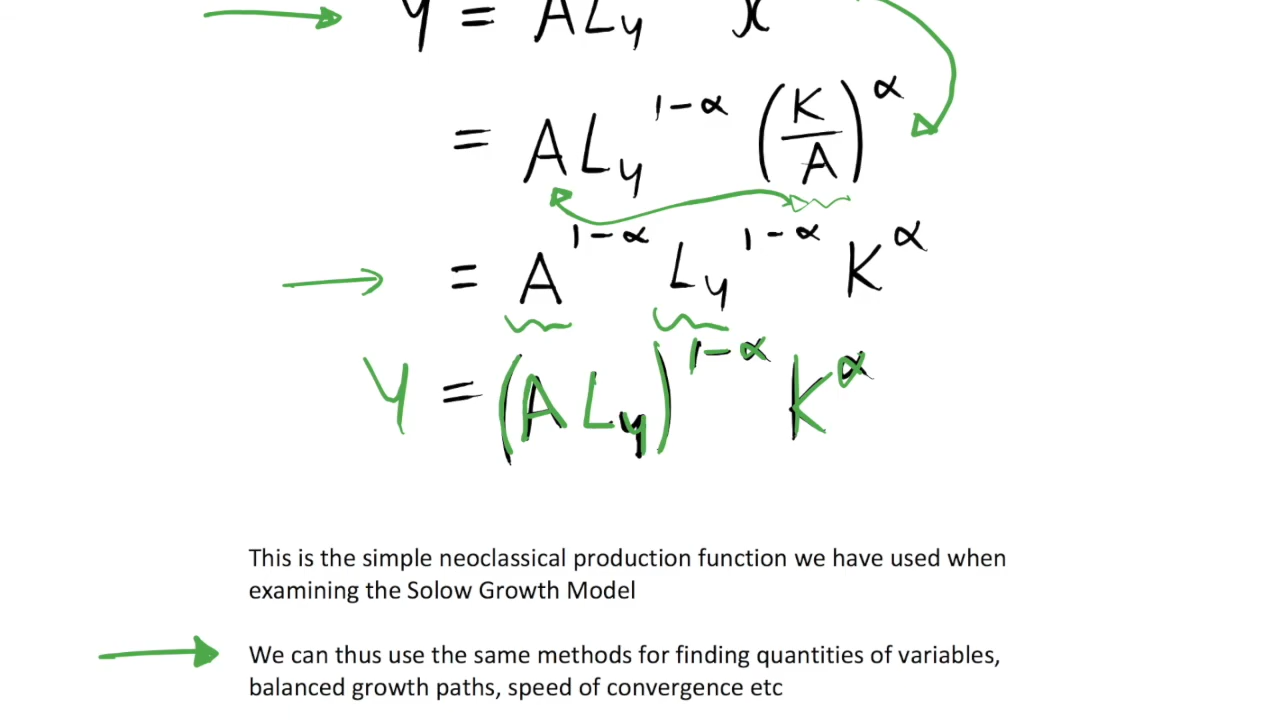 Y = AL_y x
= AL_y^{1-α} (K/A)^α
= A^{1-α} L_y^{1-α} K^α
Y = (AL_y)^{1-α} K^α
This is the simple neoclassical production function we have used when
examining the Solow Growth Model
We can thus use the same methods for finding quantities of variables,
balanced growth paths, speed of convergence etc